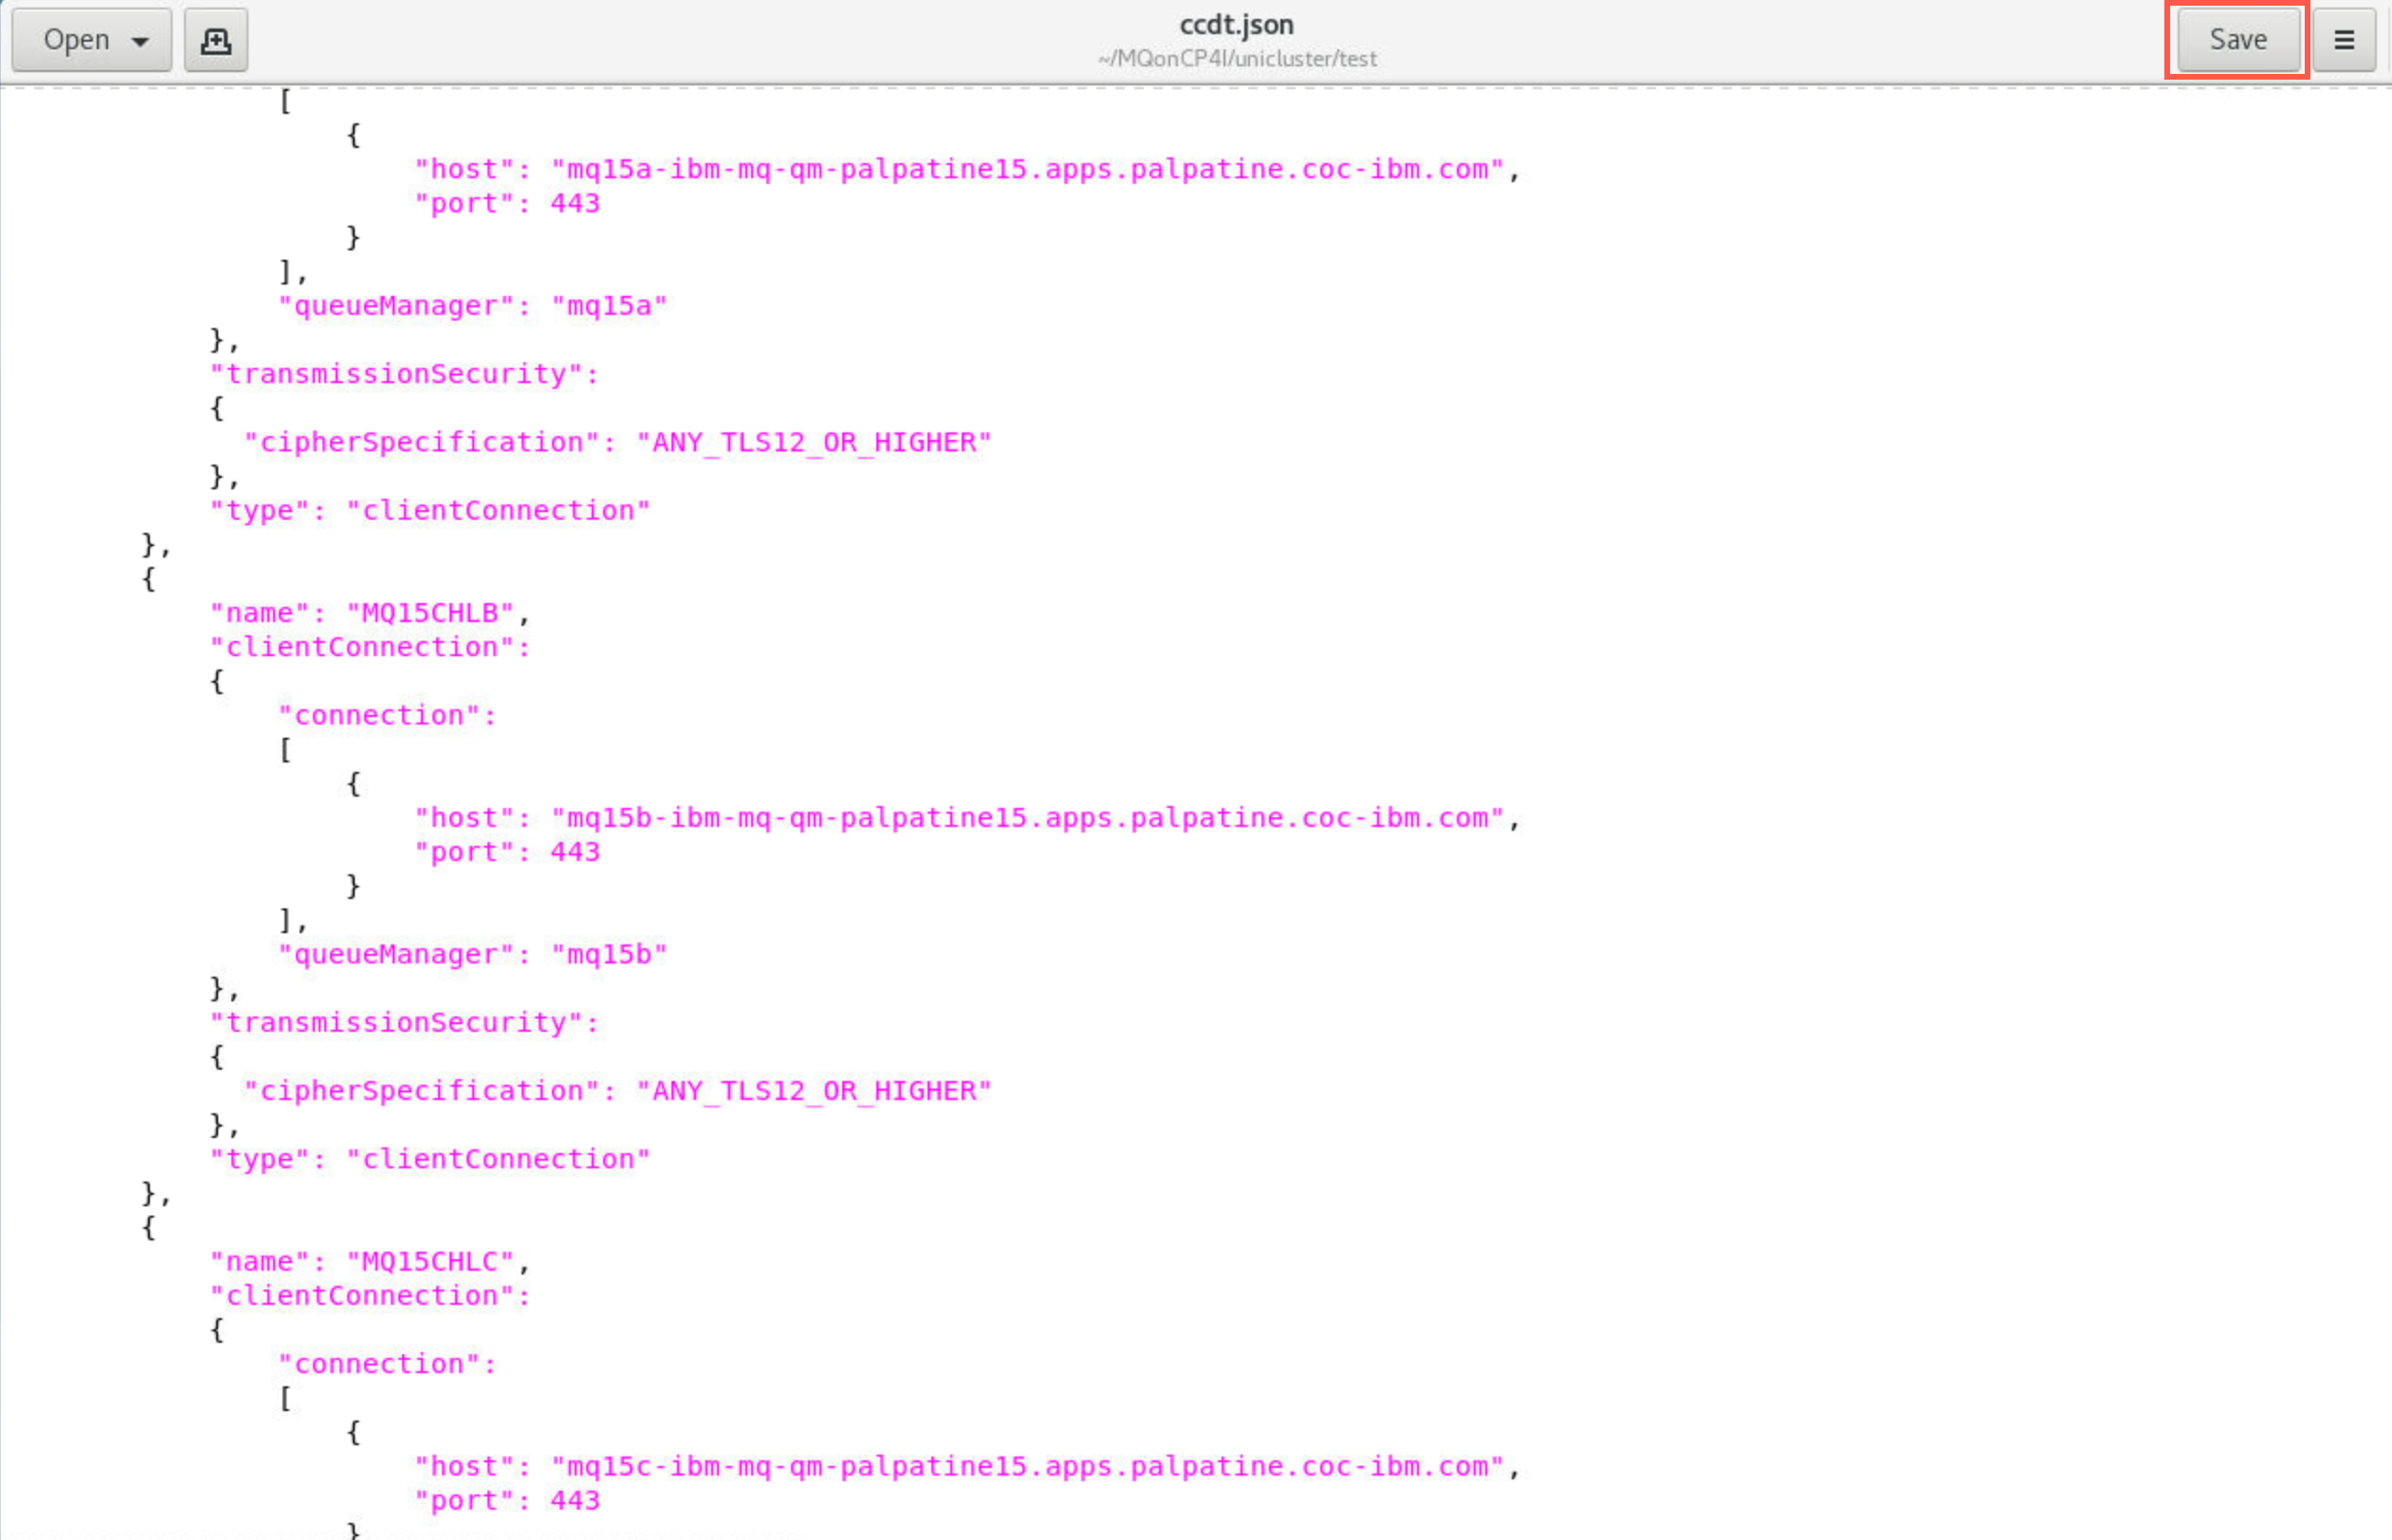 Open
ccdt.json
Save
~/MQonCP4I/unicluster/test
[
{
"host": "mq15a-ibm-mq-qm-palpatine15.apps.palpatine.coc-ibm.com",
"port": 443
}
],
"queueManager": "mq15a"
},
"transmissionSecurity":
{
"cipherSpecification": "ANY_TLS12_OR_HIGHER"
},
"type": "clientConnection"
},
{
"name": "MQ15CHLB",
"clientConnection":
{
"connection":
[
{
"host": "mq15b-ibm-mq-qm-palpatine15.apps.palpatine.coc-ibm.com",
"port": 443
}
],
"queueManager": "mq15b"
},
"transmissionSecurity":
{
"cipherSpecification": "ANY_TLS12_OR_HIGHER"
},
"type": "clientConnection"
},
{
"name": "MQ15CHLC",
"clientConnection":
{
"connection":
[
{
"host": "mq15c-ibm-mq-qm-palpatine15.apps.palpatine.coc-ibm.com",
"port": 443
}